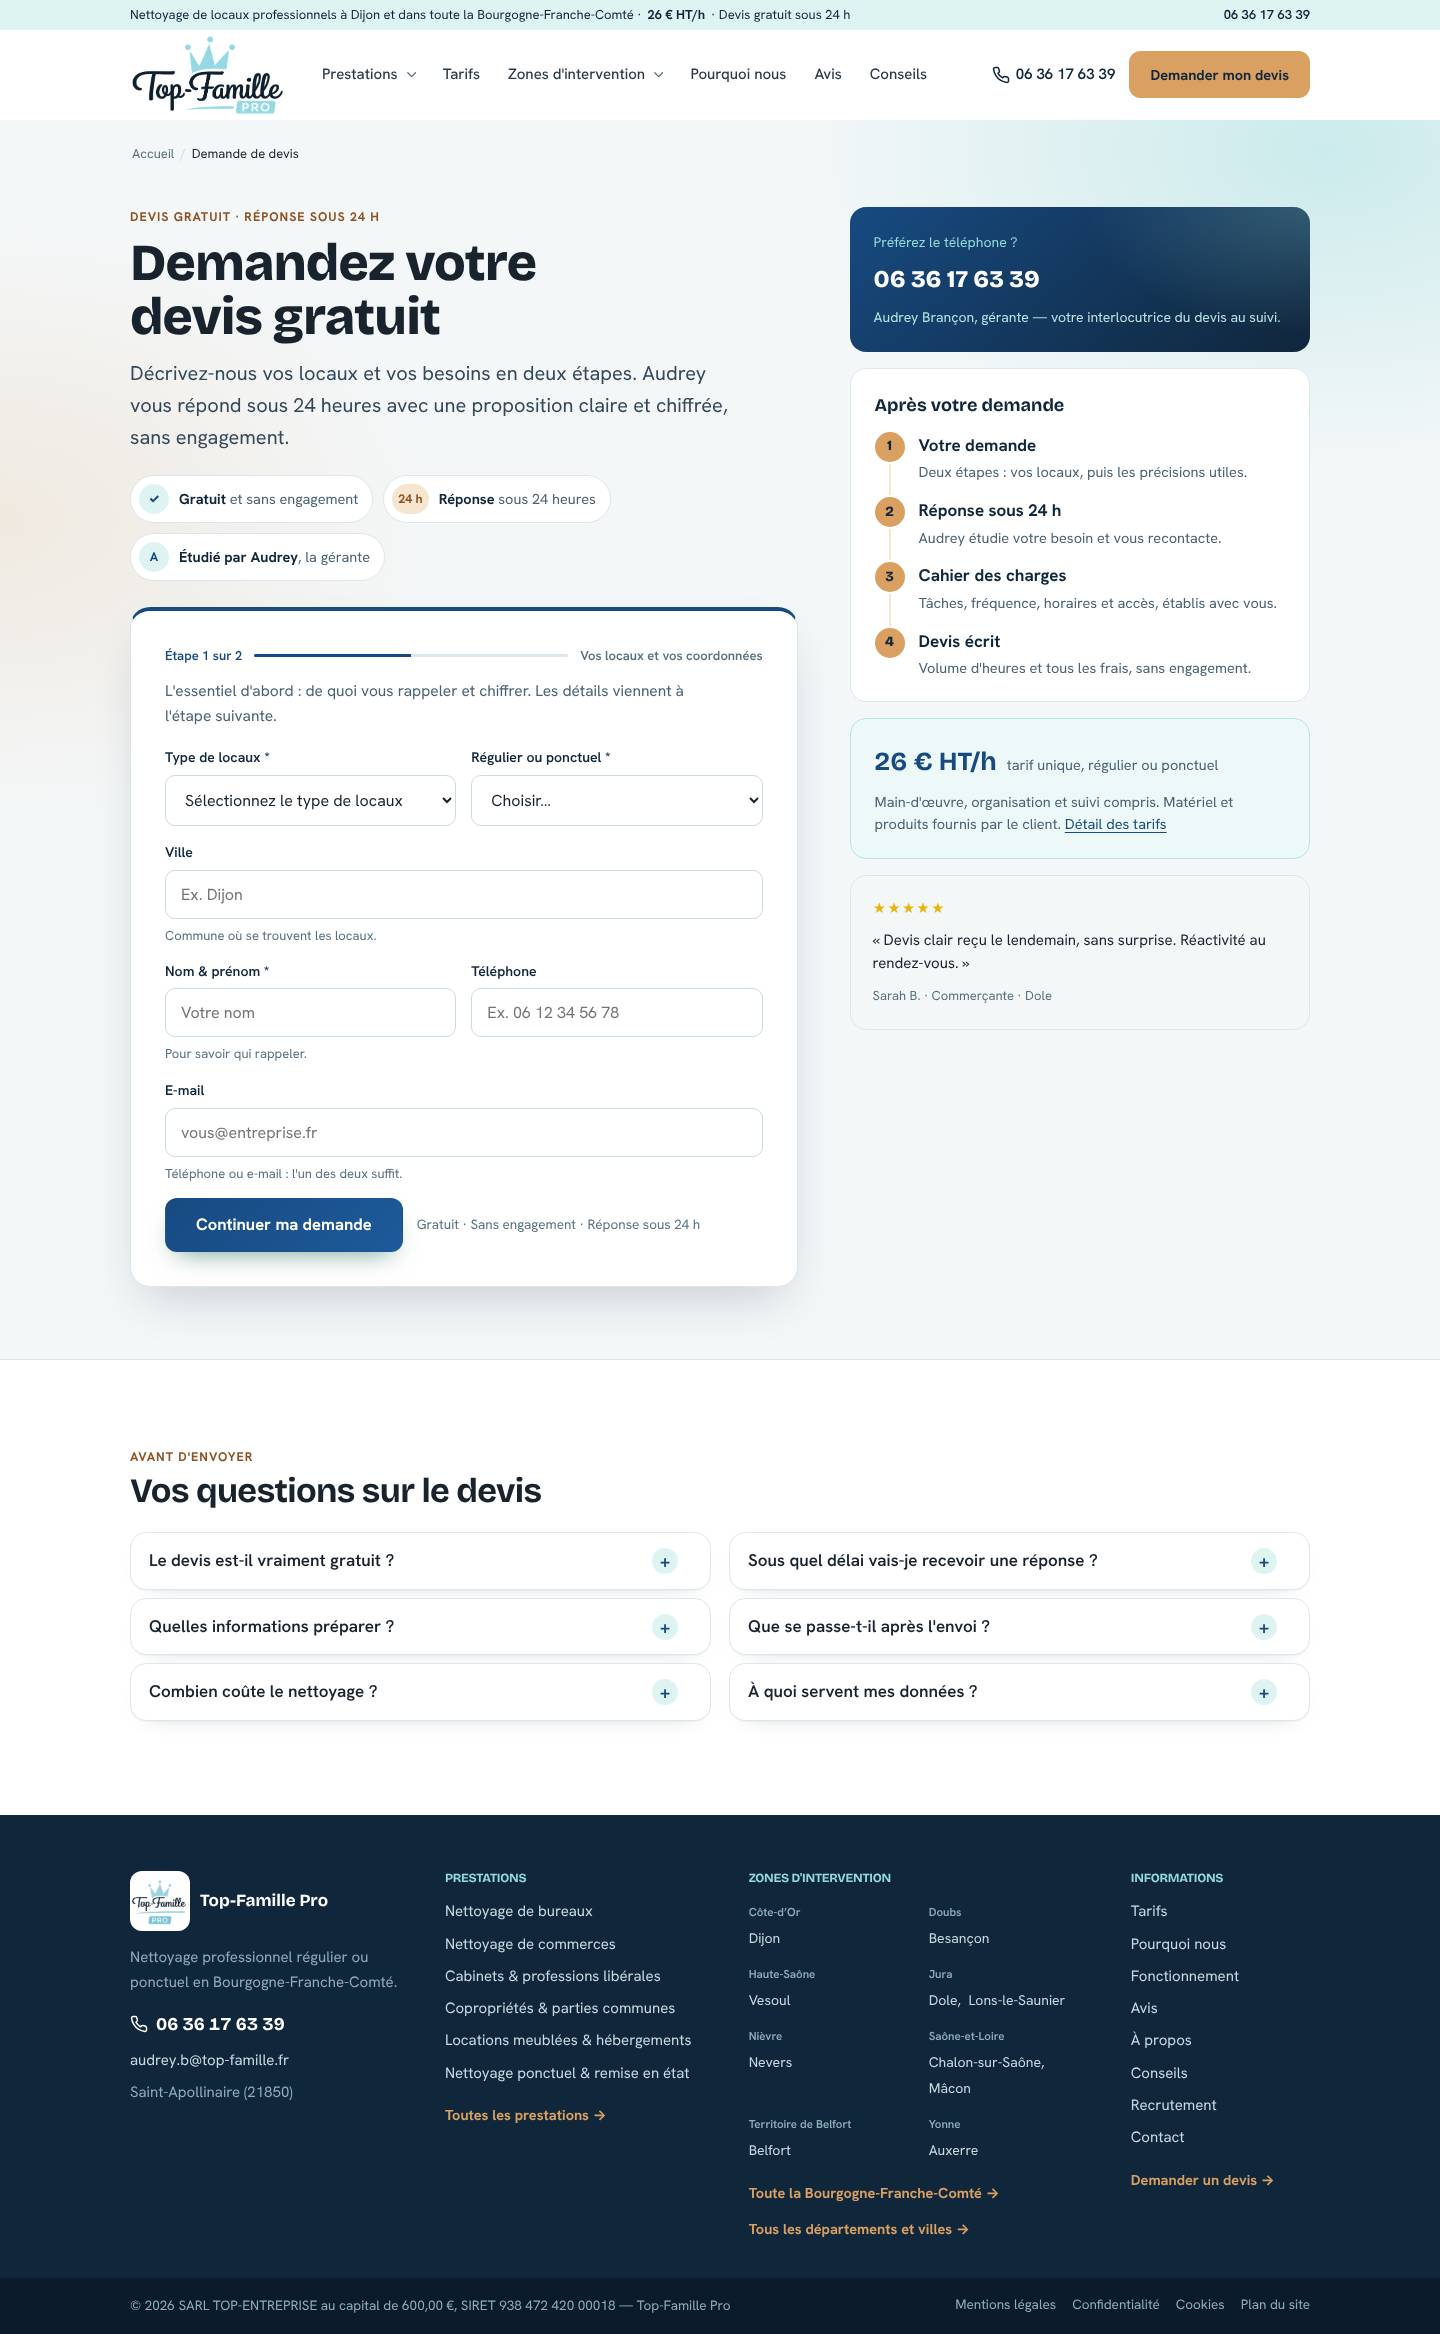 Nettoyage de locaux professionnels à Dijon et dans toute la Bourgogne-Franche-Comté · 26 € HT/h · Devis gratuit sous 24 h
06 36 17 63 39
Top-Famille
PRO
Prestations
Tarifs
Zones d'intervention
Pourquoi nous
Avis
Conseils
06 36 17 63 39
Demander mon devis
Accueil / Demande de devis
DEVIS GRATUIT · RÉPONSE SOUS 24 H
Demandez votre
devis gratuit
Décrivez-nous vos locaux et vos besoins en deux étapes. Audrey
vous répond sous 24 heures avec une proposition claire et chiffrée,
sans engagement.
✓ Gratuit et sans engagement
24 h Réponse sous 24 heures
A Étudié par Audrey, la gérante
Étape 1 sur 2
Vos locaux et vos coordonnées
L'essentiel d'abord : de quoi vous rappeler et chiffrer. Les détails viennent à
l'étape suivante.
Type de locaux *
Régulier ou ponctuel *
Sélectionnez le type de locaux
Choisir...
Ville
Ex. Dijon
Commune où se trouvent les locaux.
Nom & prénom *
Téléphone
Votre nom
Ex. 06 12 34 56 78
Pour savoir qui rappeler.
E-mail
vous@entreprise.fr
Téléphone ou e-mail : l'un des deux suffit.
Continuer ma demande
Gratuit · Sans engagement · Réponse sous 24 h
Préférez le téléphone ?
06 36 17 63 39
Audrey Brançon, gérante — votre interlocutrice du devis au suivi.
Après votre demande
1 Votre demande
Deux étapes : vos locaux, puis les précisions utiles.
2 Réponse sous 24 h
Audrey étudie votre besoin et vous recontacte.
3 Cahier des charges
Tâches, fréquence, horaires et accès, établis avec vous.
4 Devis écrit
Volume d'heures et tous les frais, sans engagement.
26 € HT/h tarif unique, régulier ou ponctuel
Main-d'œuvre, organisation et suivi compris. Matériel et
produits fournis par le client. Détail des tarifs
★★★★★
« Devis clair reçu le lendemain, sans surprise. Réactivité au
rendez-vous. »
Sarah B. · Commerçante · Dole
AVANT D'ENVOYER
Vos questions sur le devis
Le devis est-il vraiment gratuit ? +
Sous quel délai vais-je recevoir une réponse ? +
Quelles informations préparer ? +
Que se passe-t-il après l'envoi ? +
Combien coûte le nettoyage ? +
À quoi servent mes données ? +
Top-Famille
PRO
Top-Famille Pro
Nettoyage professionnel régulier ou
ponctuel en Bourgogne-Franche-Comté.
06 36 17 63 39
audrey.b@top-famille.fr
Saint-Apollinaire (21850)
PRESTATIONS
Nettoyage de bureaux
Nettoyage de commerces
Cabinets & professions libérales
Copropriétés & parties communes
Locations meublées & hébergements
Nettoyage ponctuel & remise en état
Toutes les prestations →
ZONES D'INTERVENTION
Côte-d’Or
Dijon
Doubs
Besançon
Haute-Saône
Vesoul
Jura
Dole, Lons-le-Saunier
Nièvre
Nevers
Saône-et-Loire
Chalon-sur-Saône,
Mâcon
Territoire de Belfort
Belfort
Yonne
Auxerre
Toute la Bourgogne-Franche-Comté →
Tous les départements et villes →
INFORMATIONS
Tarifs
Pourquoi nous
Fonctionnement
Avis
À propos
Conseils
Recrutement
Contact
Demander un devis →
© 2026 SARL TOP-ENTREPRISE au capital de 600,00 €, SIRET 938 472 420 00018 — Top-Famille Pro
Mentions légales
Confidentialité
Cookies
Plan du site